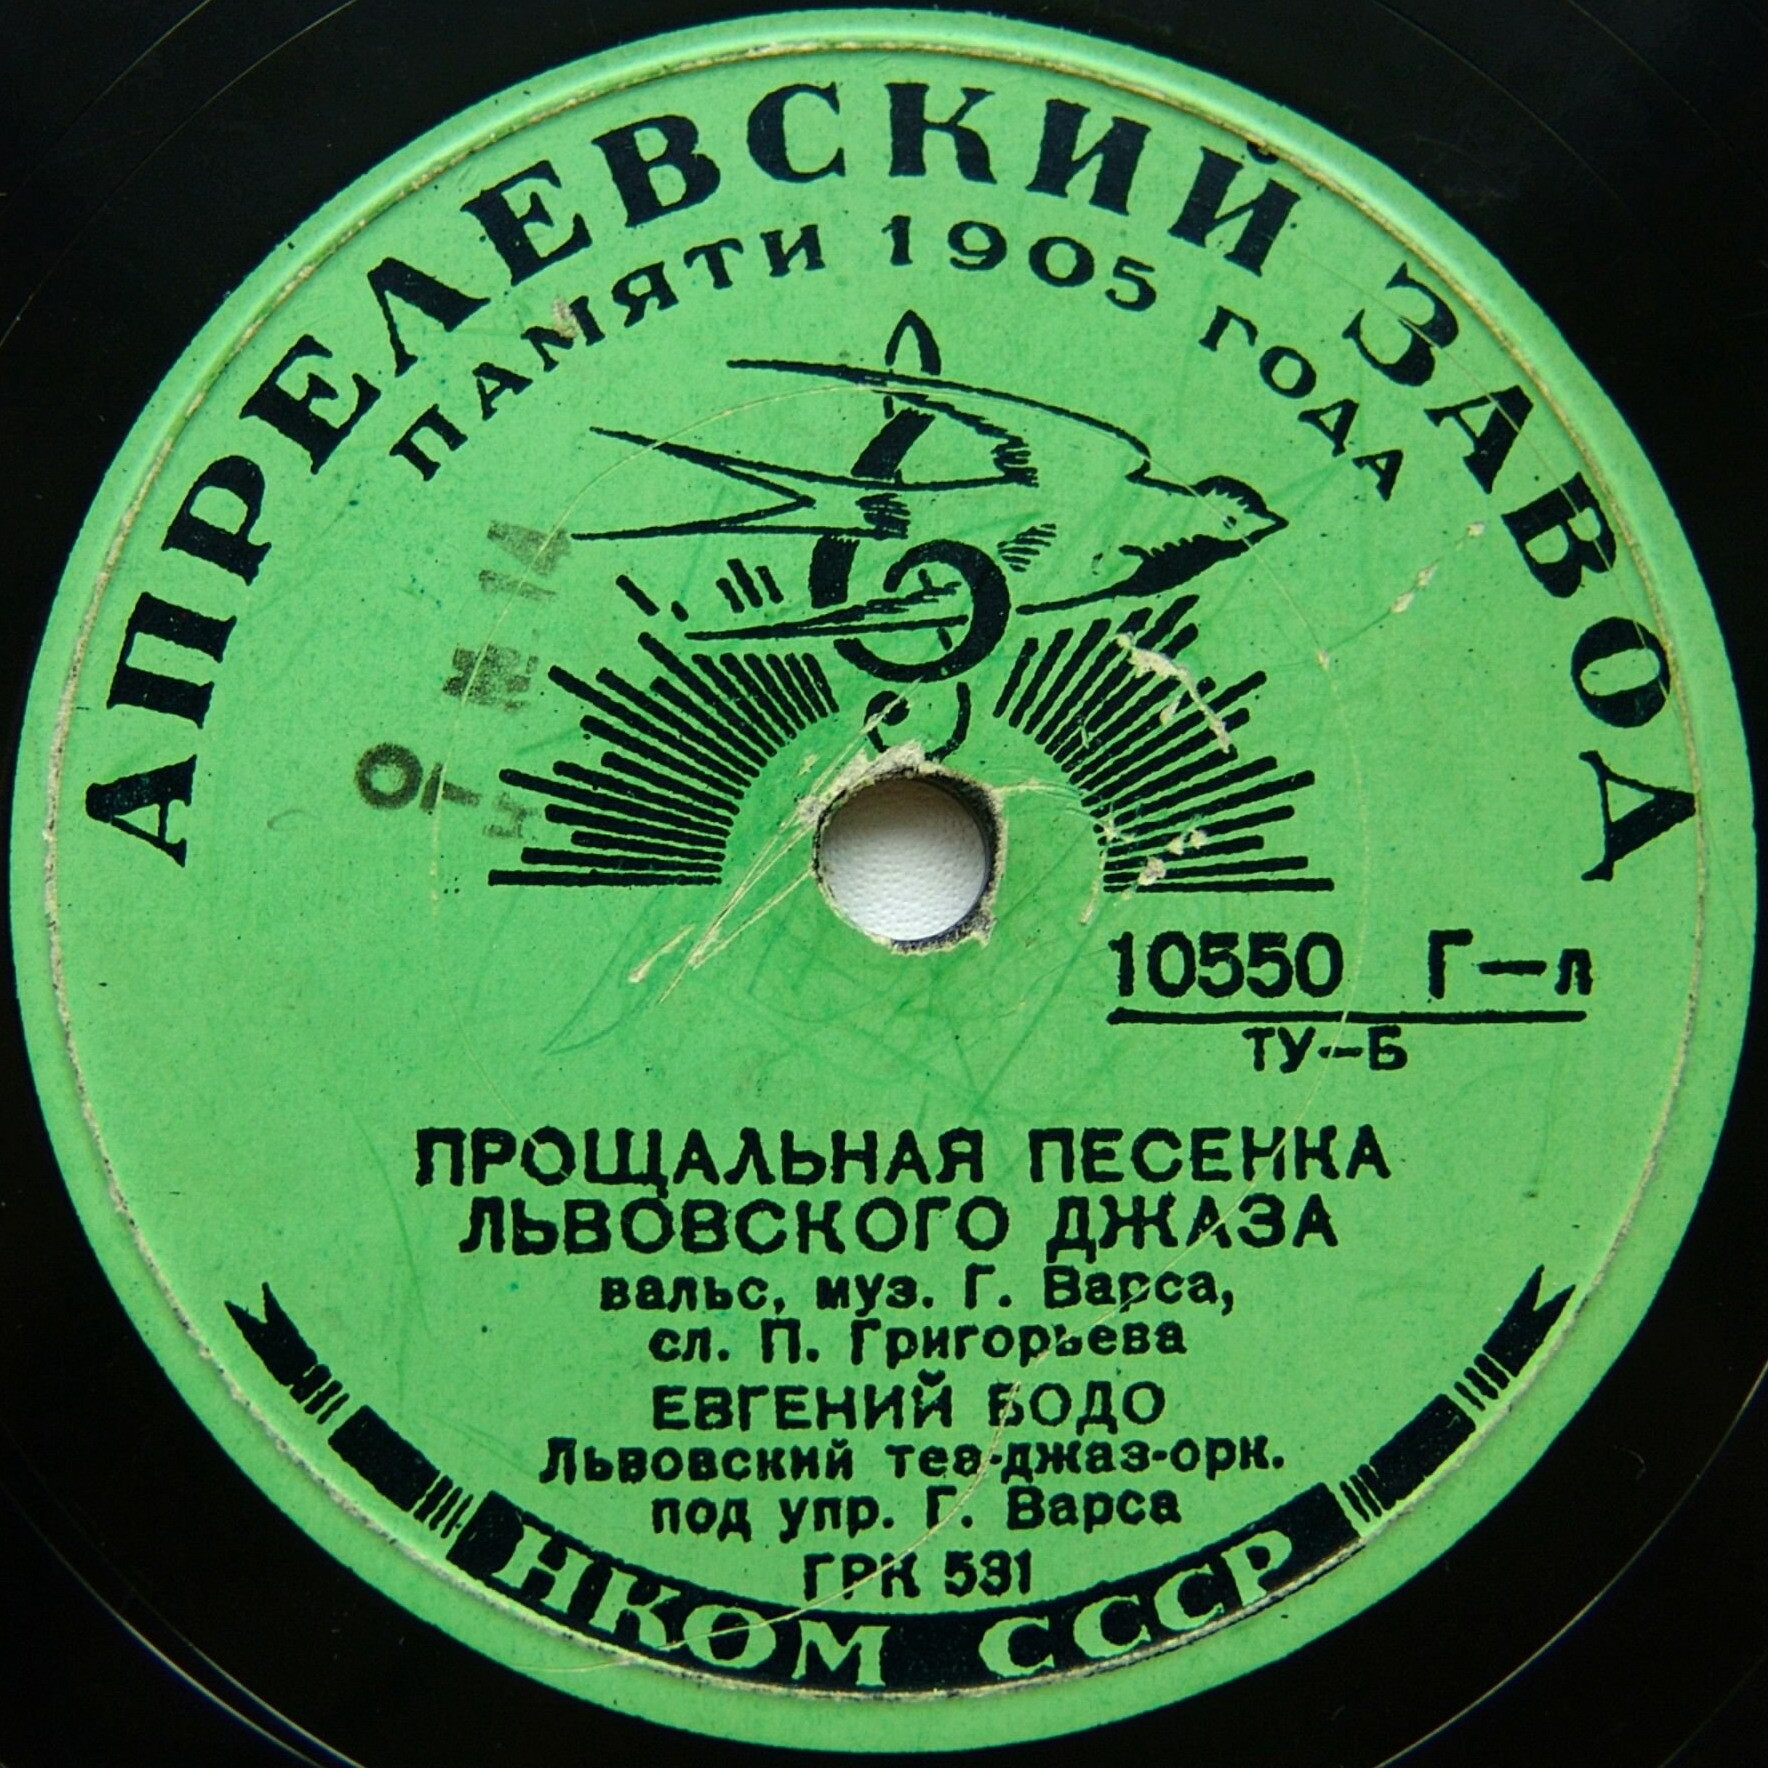 АПРЕЛЕВСКИЙ ЗАВОД
ПАМЯТИ 1905 ГОДА
10550 Г-л
ТУ-Б
ПРОЩАЛЬНАЯ ПЕСЕНКА
ЛЬВОВСКОГО ДЖАЗА
вальс, муз. Г. Варса,
сл. П. Григорьева
ЕВГЕНИЙ БОДО
Львовский теа-джаз-орк.
под упр. Г. Варса
ГРК 531
НКОМ СССР